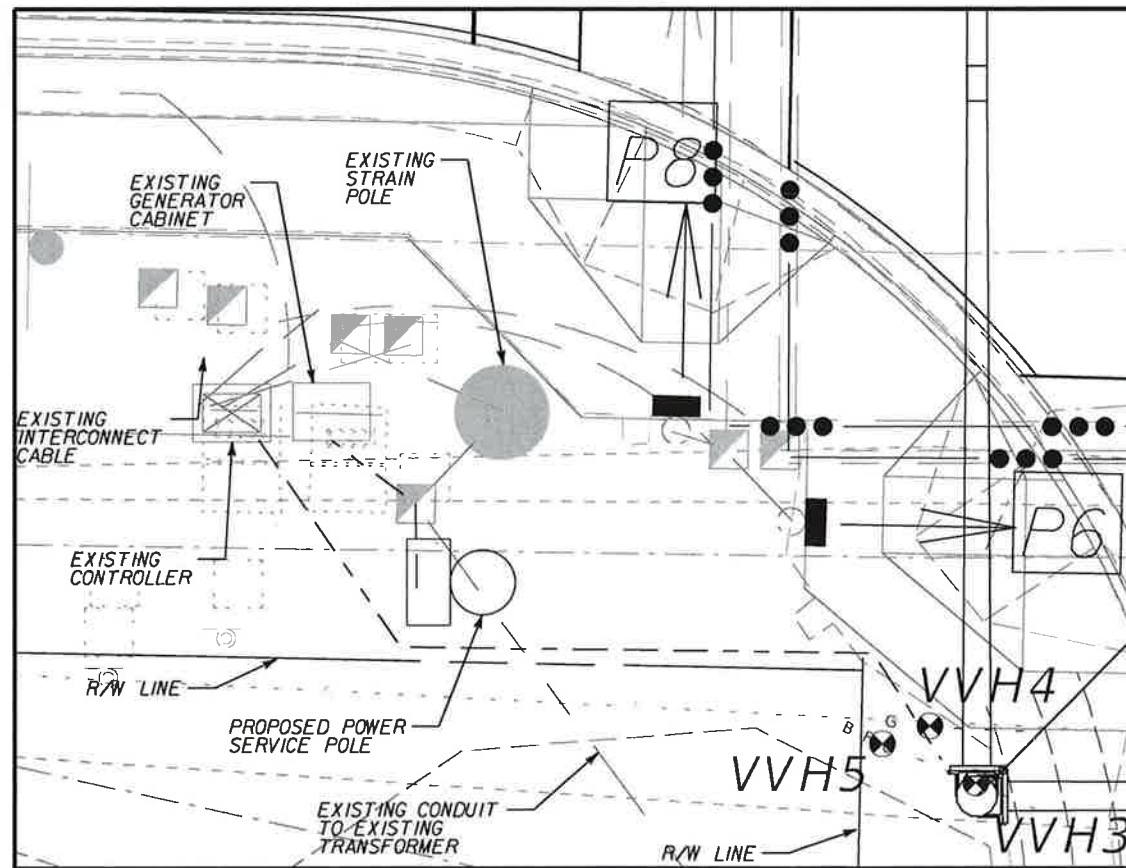 P8
EXISTING
STRAIN
POLE
EXISTING
GENERATOR
CABINET
EXISTING
INTERCONNECT
CABLE
EXISTING
CONTROLLER
P6
R/W LINE
PROPOSED POWER
SERVICE POLE
VVH4
B
G
VVH5
EXISTING CONDUIT
TO EXISTING
TRANSFORMER
R/W LINE
VVH3